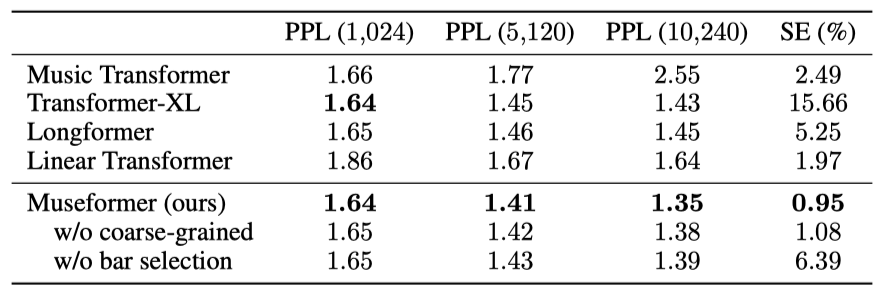 PPL (1,024) PPL (5,120) PPL (10,240) SE (%)
Music Transformer 1.66 1.77 2.55 2.49
Transformer-XL 1.64 1.45 1.43 15.66
Longformer 1.65 1.46 1.45 5.25
Linear Transformer 1.86 1.67 1.64 1.97
Museformer (ours) 1.64 1.41 1.35 0.95
w/o coarse-grained 1.65 1.42 1.38 1.08
w/o bar selection 1.65 1.43 1.39 6.39